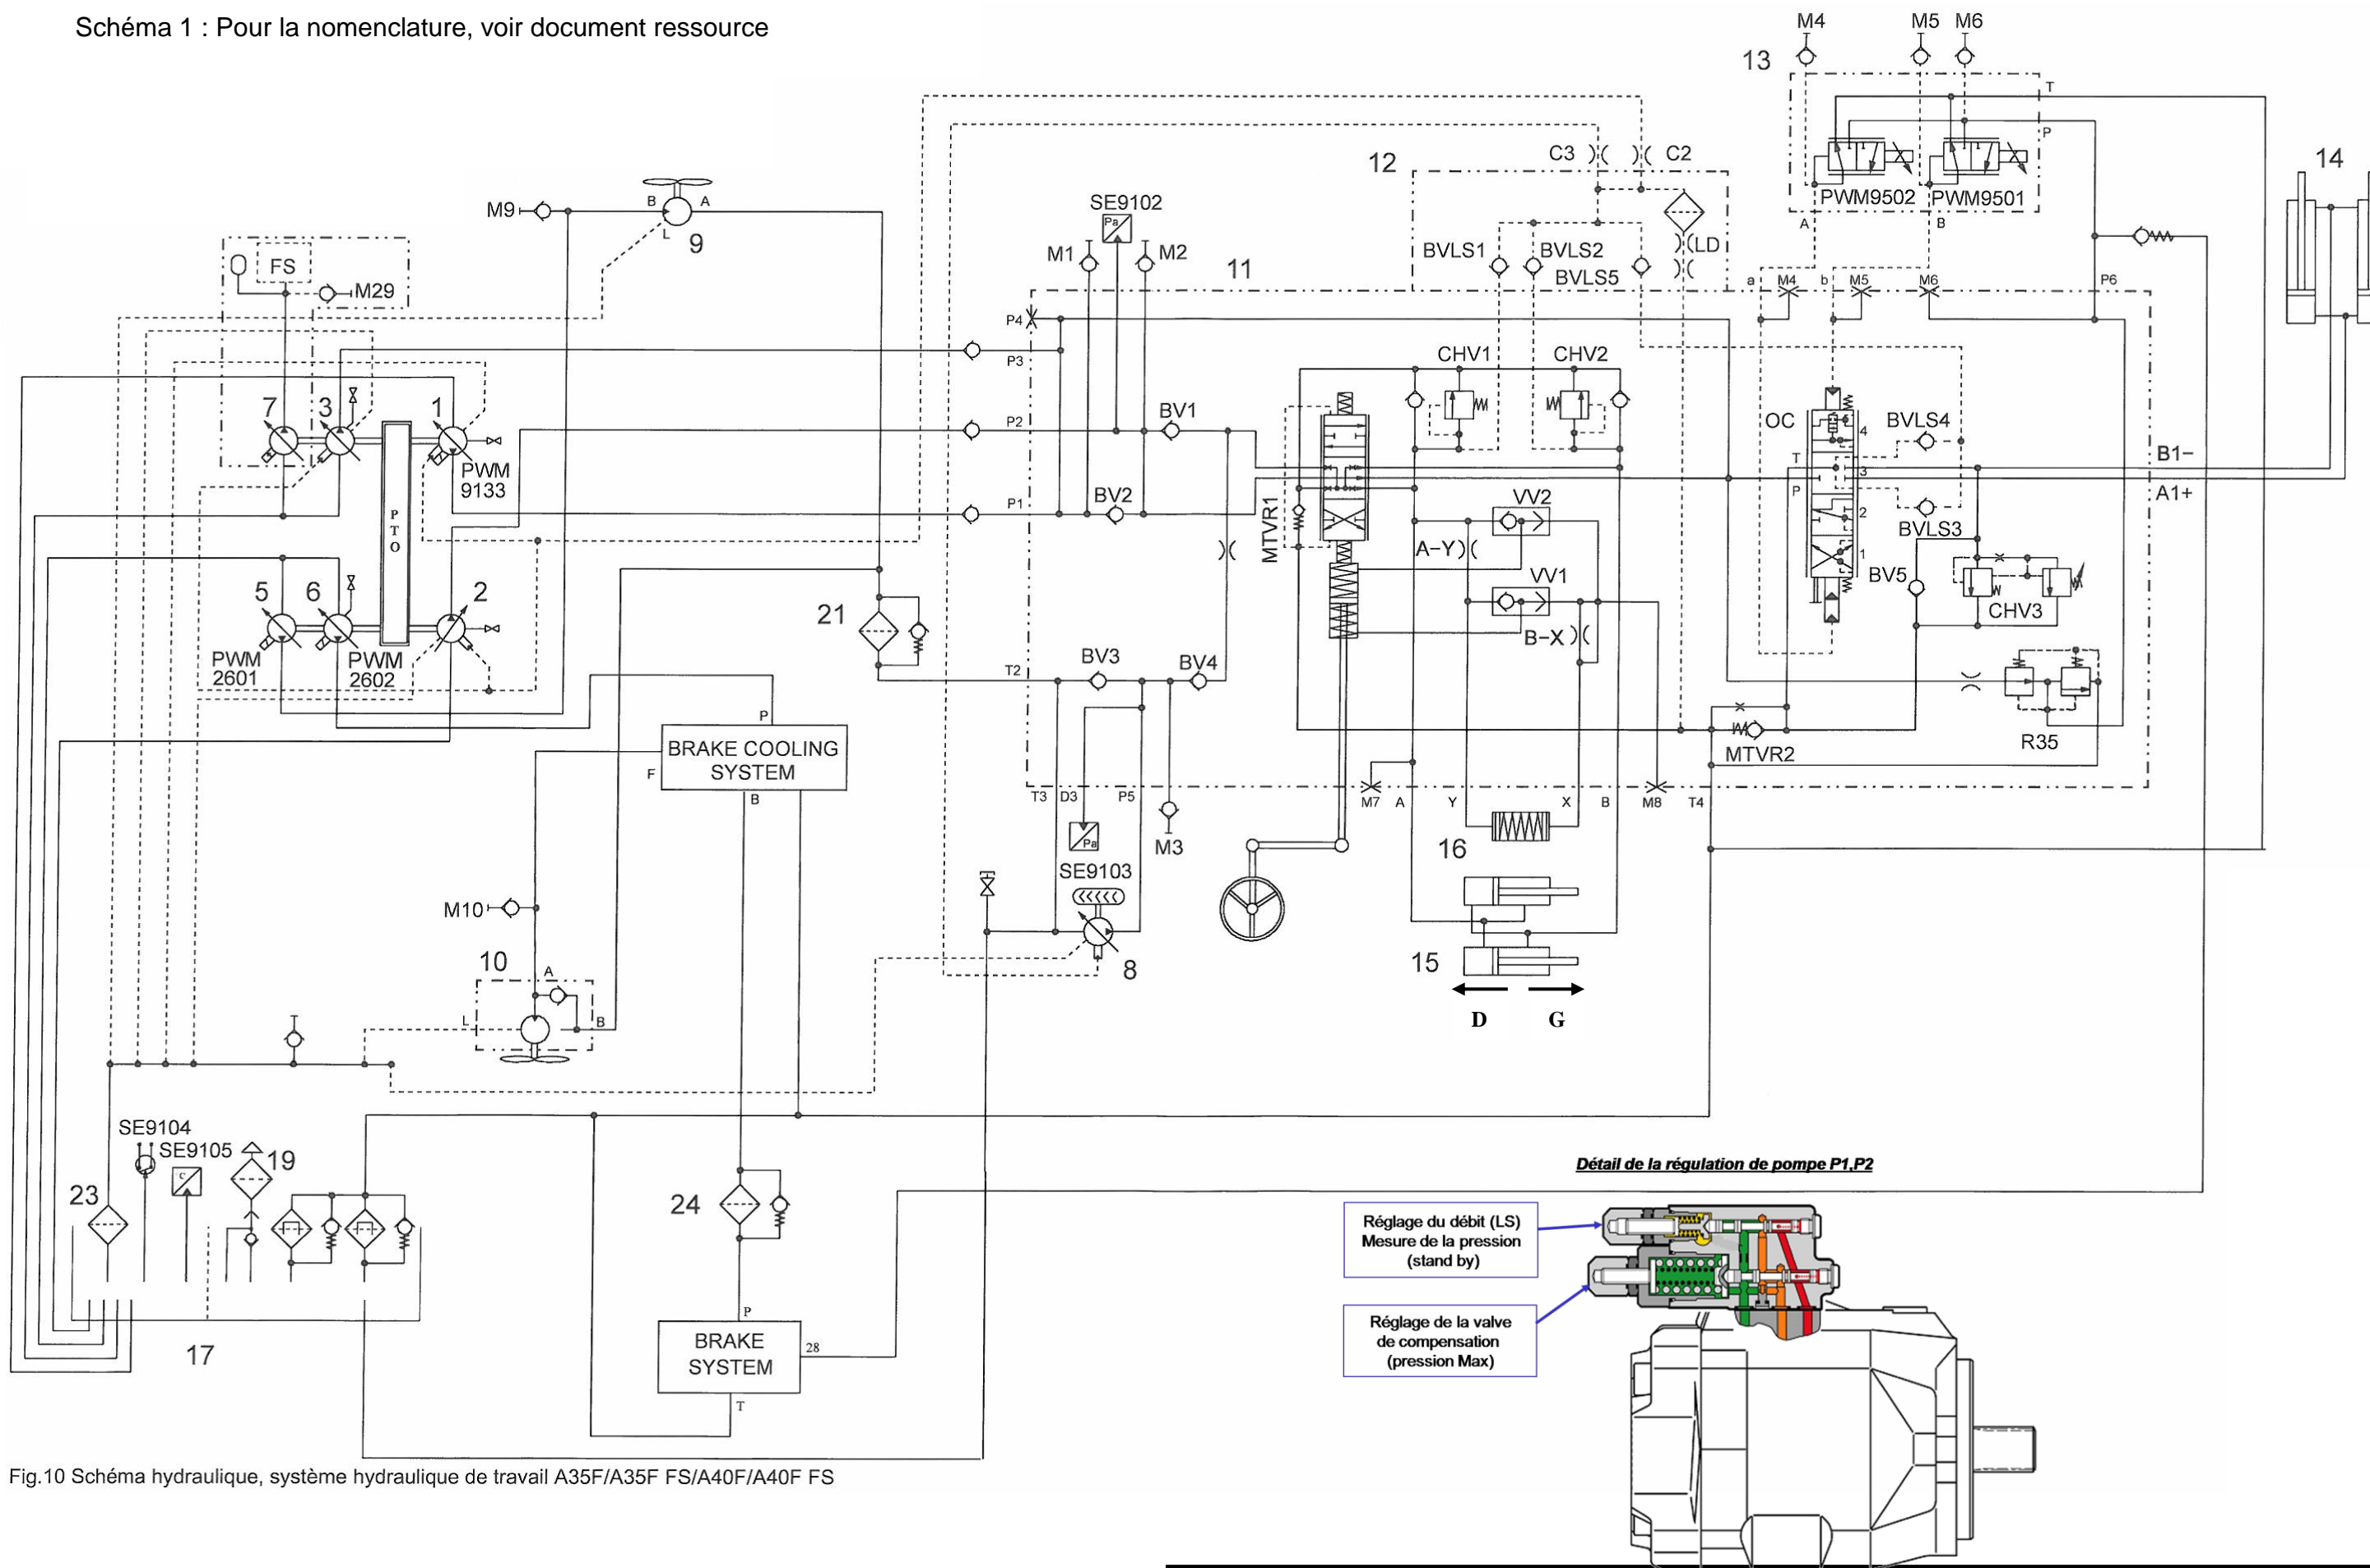 Schéma 1 : Pour la nomenclature, voir document ressource
M4
M5 M6
13
T
P
PWM9502
PWM9501
A
B
14
C3
C2
12
LD
BVLS1
BVLS2
BVLS5
SE9102
Pa
M1
M2
11
M9
B
A
L
9
FS
M29
a
M4
b
M5
M6
P6
P4
P3
P2
P1
CHV1
CHV2
BV1
BV2
7
3
1
PWM
9133
PTO
5
6
2
PWM
2601
PWM
2602
OC
4
3
2
1
T
P
BVLS4
BVLS3
B1–
A1+
MTVR1
VV2
A–Y
VV1
B–X
BV5
CHV3
21
T2
BV3
BV4
R35
MTVR2
P
BRAKE COOLING
SYSTEM
F
B
T3
D3
P5
M7
A
Y
X
B
M8
T4
Pa
M3
SE9103
16
M10
10
A
L
B
8
15
D
G
SE9104
SE9105
C
19
23
24
17
P
BRAKE
SYSTEM
28
T
Détail de la régulation de pompe P1,P2
Réglage du débit (LS)
Mesure de la pression
(stand by)
Réglage de la valve
de compensation
(pression Max)
Fig.10 Schéma hydraulique, système hydraulique de travail A35F/A35F FS/A40F/A40F FS